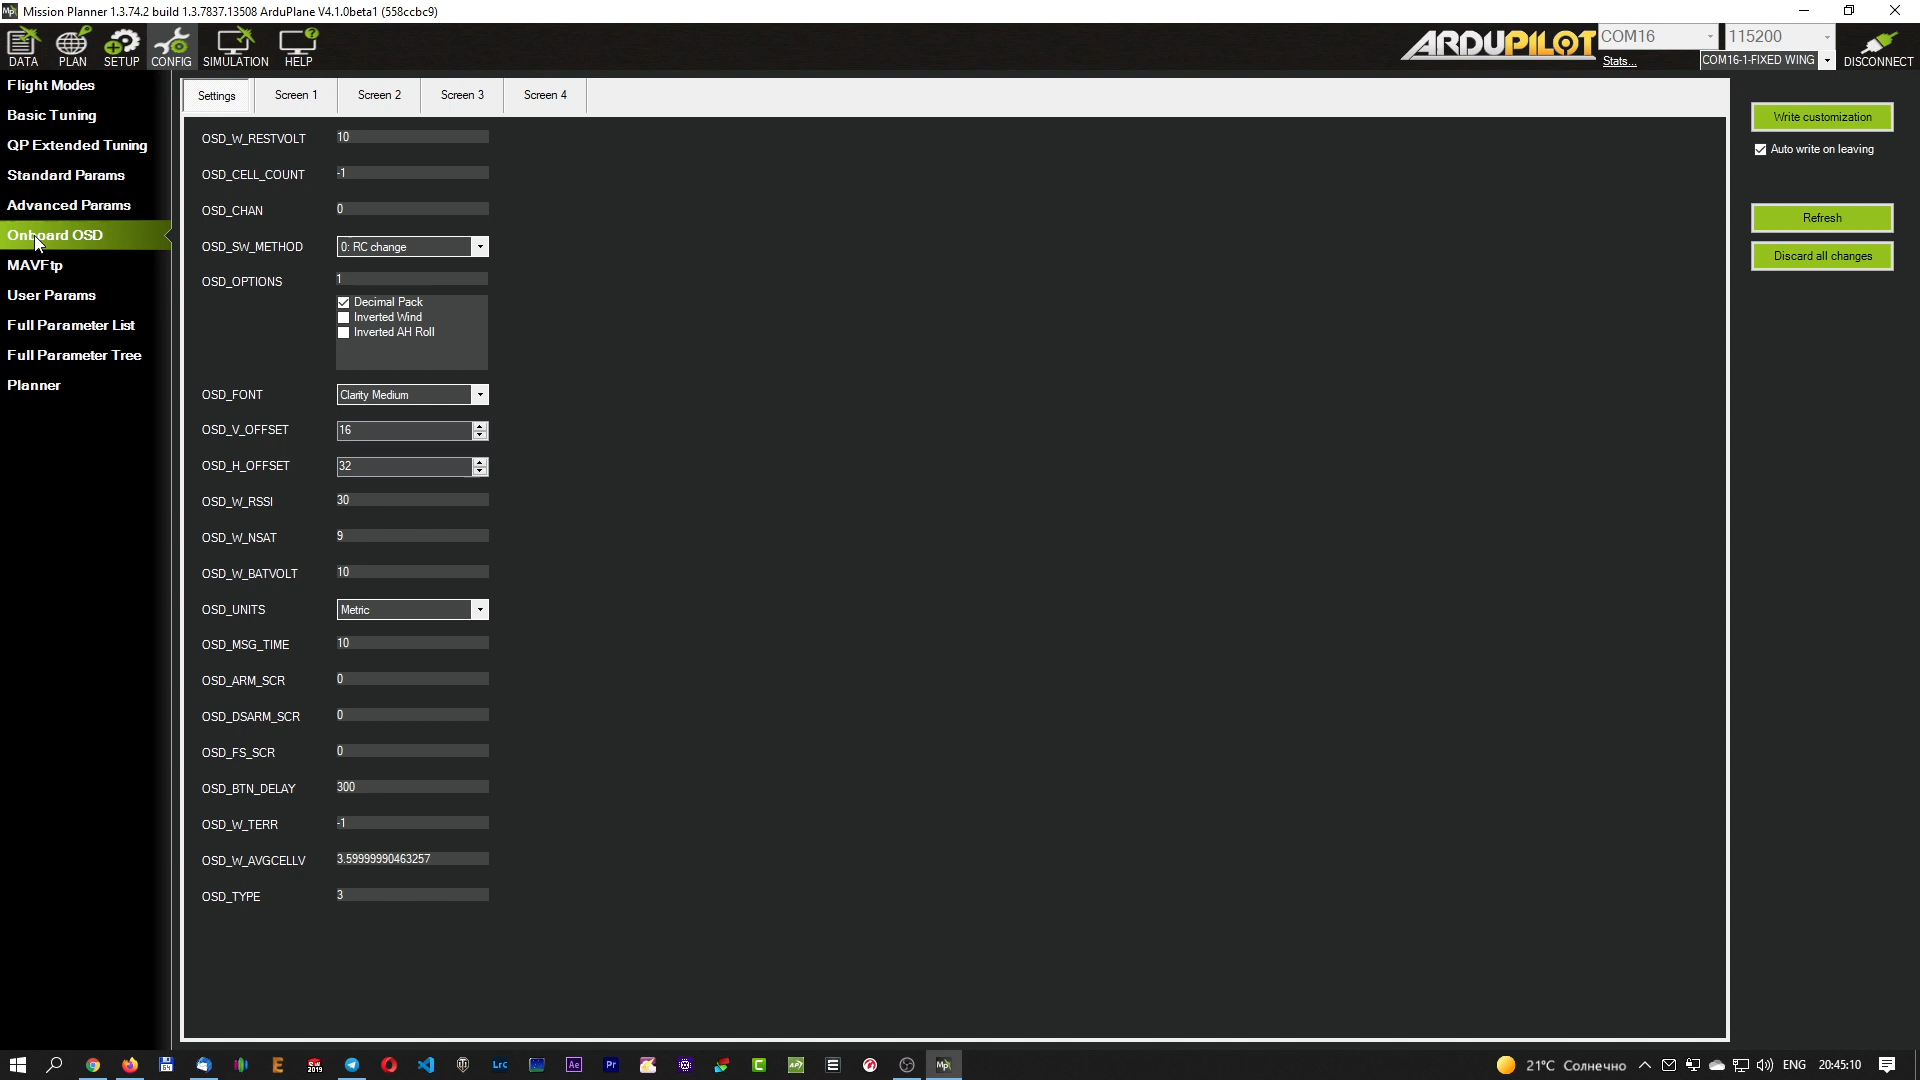 Mission Planner 1.3.74.2 build 1.3.7837.13508 ArduPlane V4.1.0beta1 (558ccbc9)
DATA PLAN SETUP CONFIG SIMULATION HELP
ARDUPILOT
COM16 115200
Stats... COM16-1-FIXED WING DISCONNECT
Flight Modes
Basic Tuning
QP Extended Tuning
Standard Params
Advanced Params
Onboard OSD
MAVFtp
User Params
Full Parameter List
Full Parameter Tree
Planner
Settings Screen 1 Screen 2 Screen 3 Screen 4
OSD_W_RESTVOLT 10
OSD_CELL_COUNT -1
OSD_CHAN 0
OSD_SW_METHOD 0: RC change
OSD_OPTIONS 1
Decimal Pack
Inverted Wind
Inverted AH Roll
OSD_FONT Clarity Medium
OSD_V_OFFSET 16
OSD_H_OFFSET 32
OSD_W_RSSI 30
OSD_W_NSAT 9
OSD_W_BATVOLT 10
OSD_UNITS Metric
OSD_MSG_TIME 10
OSD_ARM_SCR 0
OSD_DSARM_SCR 0
OSD_FS_SCR 0
OSD_BTN_DELAY 300
OSD_W_TERR -1
OSD_W_AVGCELLV 3.59999990463257
OSD_TYPE 3
Write customization
Auto write on leaving
Refresh
Discard all changes
21°C Солнечно ENG 20:45:10